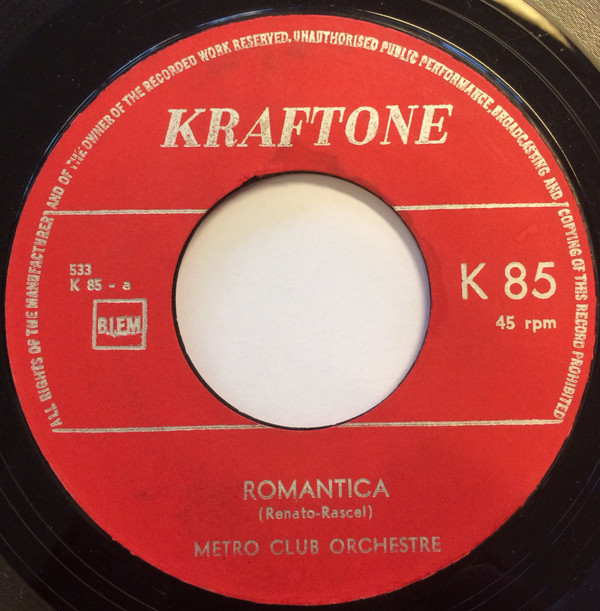 ALL RIGHTS OF THE MANUFACTURER AND OF THE OWNER OF THE RECORDED WORK RESERVED. UNAUTHORISED PUBLIC PERFORMANCE, BROADCASTING AND COPYING OF THIS RECORD PROHIBITED
KRAFTONE
533
K 85 - a
BIEM
K 85
45 rpm
ROMANTICA
(Renato-Rascel)
METRO CLUB ORCHESTRE